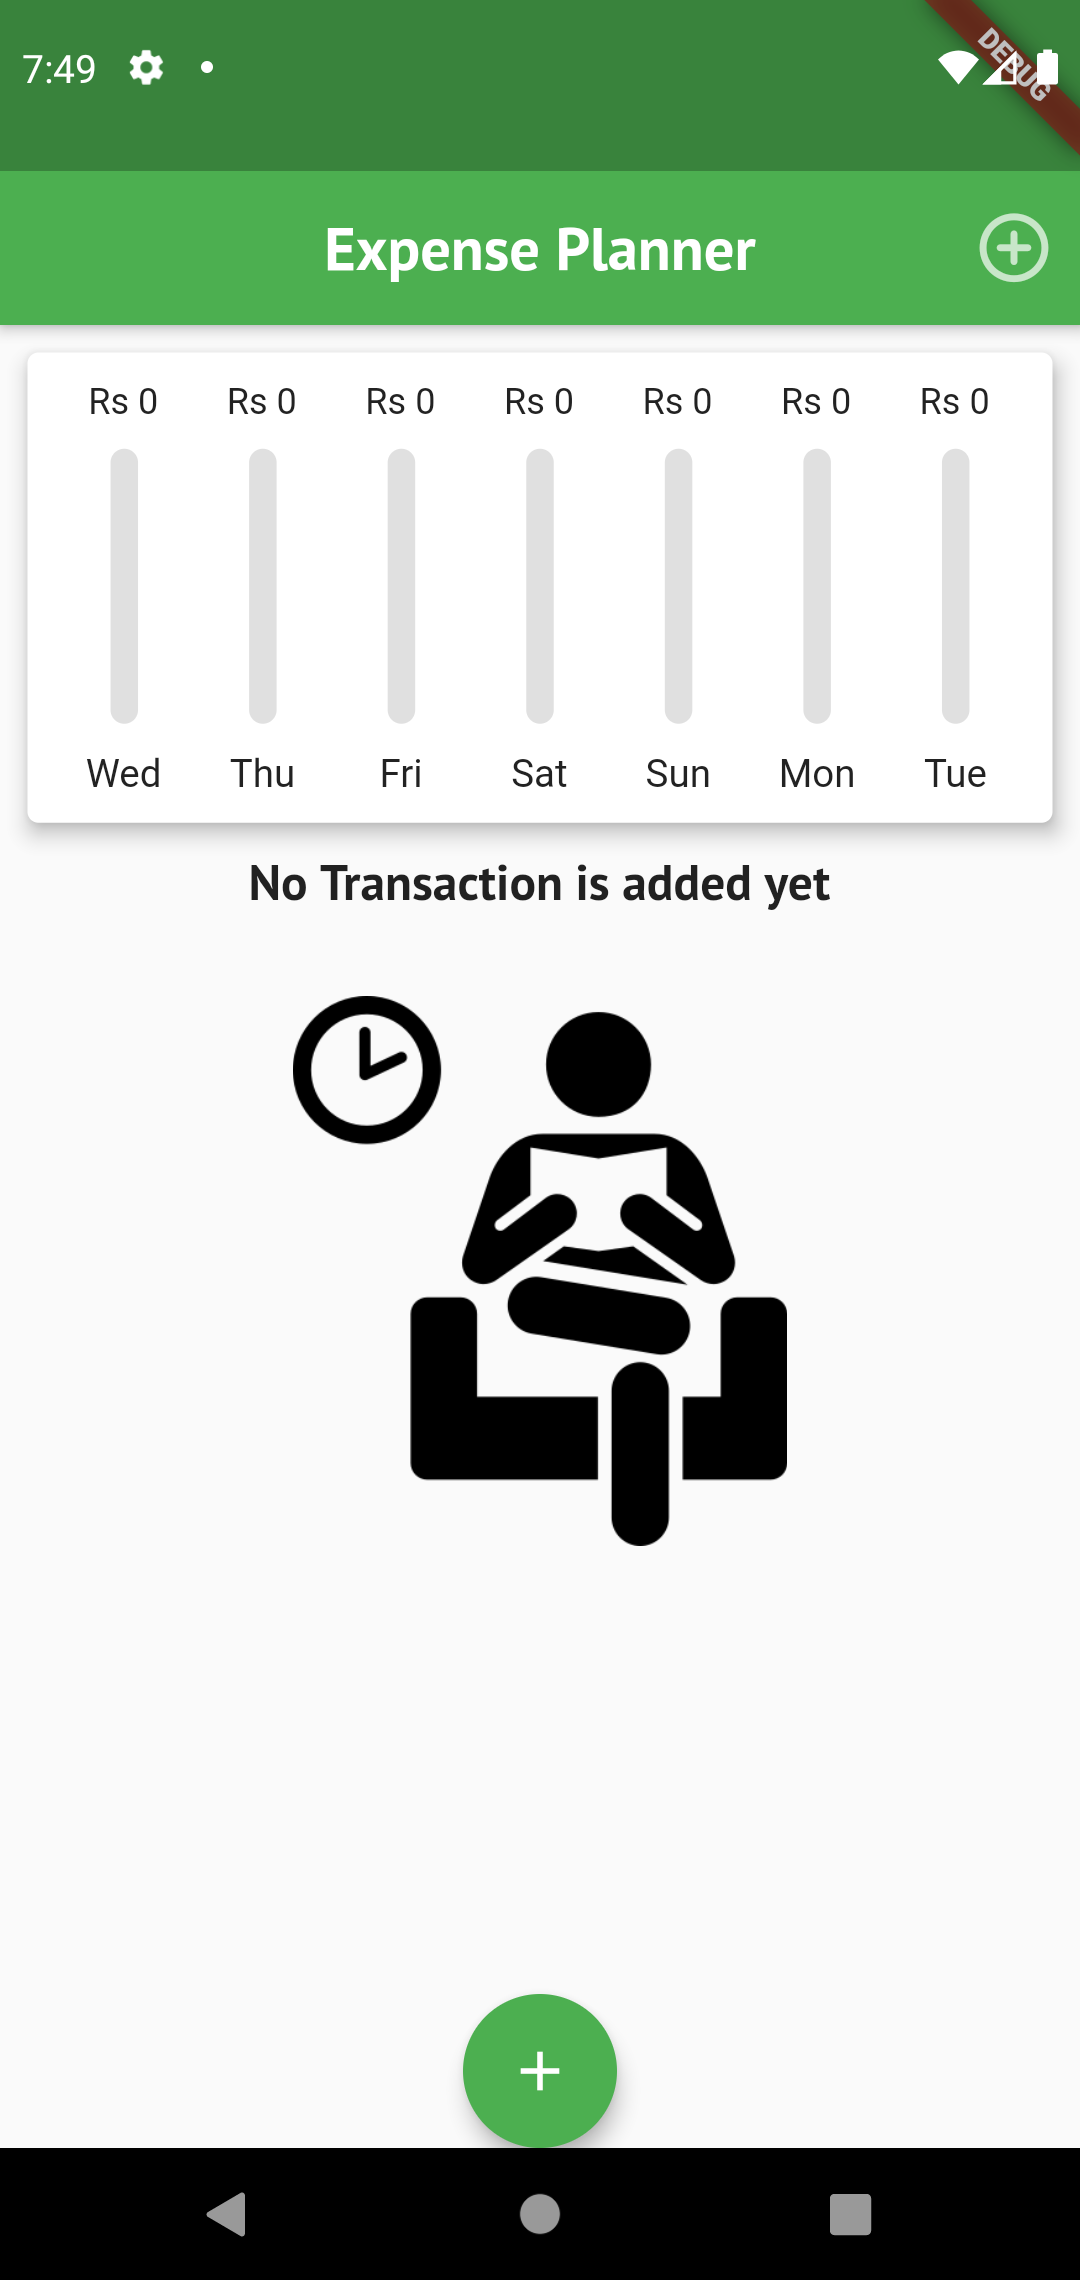 7:49
DEBUG
Expense Planner
Rs 0 Rs 0 Rs 0 Rs 0 Rs 0 Rs 0 Rs 0
Wed Thu Fri Sat Sun Mon Tue
No Transaction is added yet